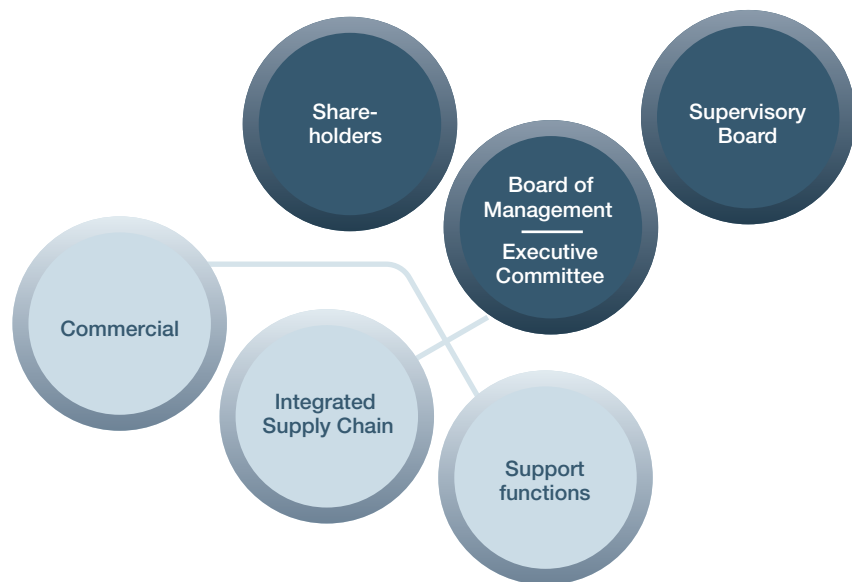 Share-
holders
Supervisory
Board
Board of
Management
Executive
Committee
Commercial
Integrated
Supply Chain
Support
functions